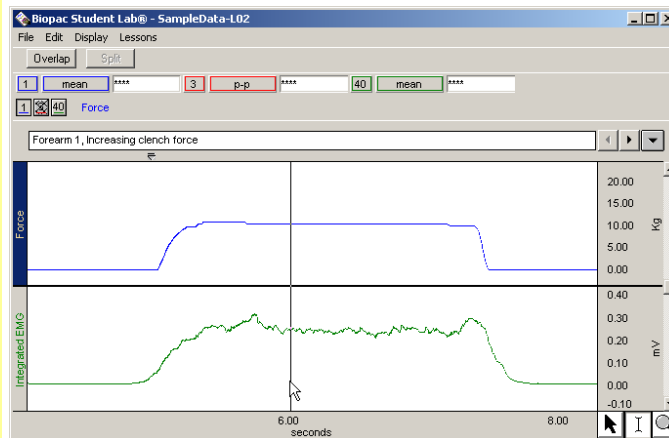 Biopac Student Lab® - SampleData-L02
File Edit Display Lessons
Overlap Split
1 mean **** 3 p-p **** 40 mean ****
1 3 40 Force
Forearm 1, Increasing clench force
Force
20.00
15.00
10.00
5.00
0.00
Kg
Integrated EMG
0.40
0.30
0.20
0.10
0.00
-0.10
mV
6.00 8.00
seconds